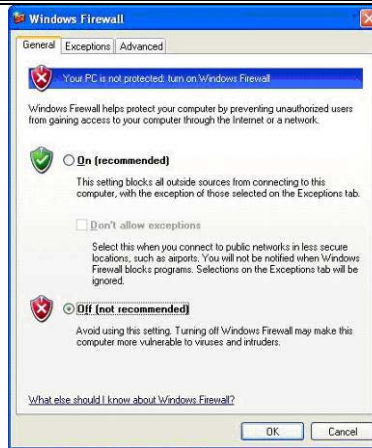 Windows Firewall
General Exceptions Advanced
Your PC is not protected: turn on Windows Firewall
Windows Firewall helps protect your computer by preventing unauthorized users
from gaining access to your computer through the Internet or a network.
On (recommended)
This setting blocks all outside sources from connecting to this
computer, with the exception of those selected on the Exceptions tab.
Don't allow exceptions
Select this when you connect to public networks in less secure
locations, such as airports. You will not be notified when Windows
Firewall blocks programs. Selections on the Exceptions tab will be
ignored.
Off (not recommended)
Avoid using this setting. Turning off Windows Firewall may make this
computer more vulnerable to viruses and intruders.
What else should I know about Windows Firewall?
OK Cancel